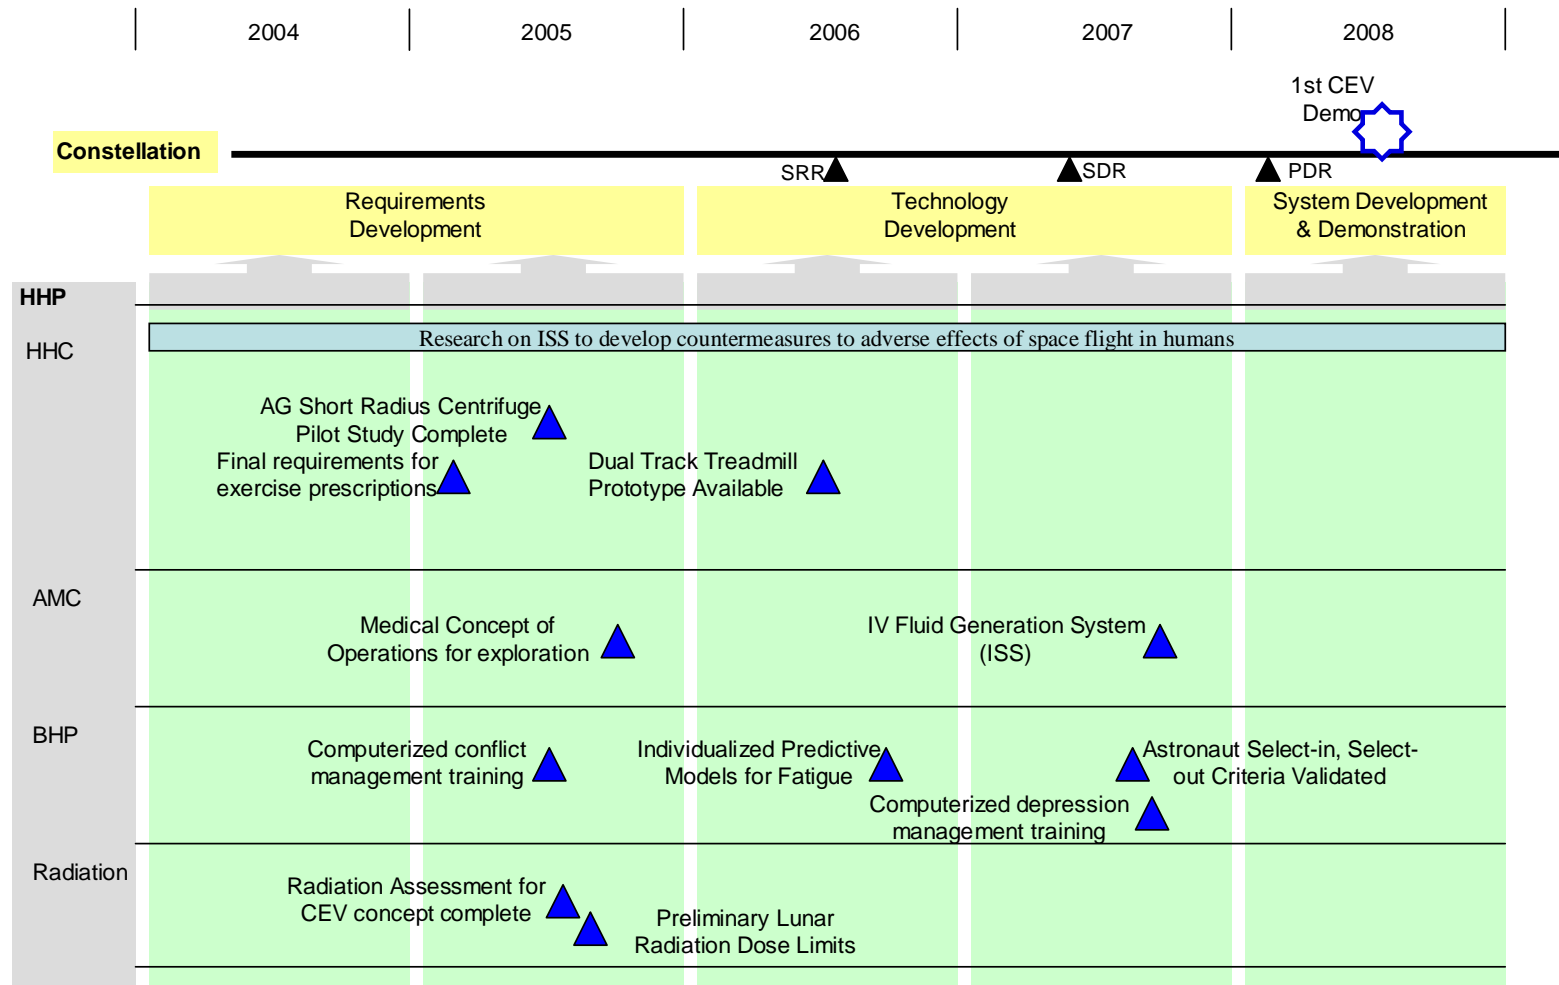 2004 2005 2006 2007 2008
1st CEV
Demo
Constellation
SRR SDR PDR
Requirements
Development
Technology
Development
System Development
& Demonstration
HHP
Research on ISS to develop countermeasures to adverse effects of space flight in humans
HHC
AG Short Radius Centrifuge
Pilot Study Complete
Final requirements for
exercise prescriptions
Dual Track Treadmill
Prototype Available
AMC
Medical Concept of
Operations for exploration
IV Fluid Generation System
(ISS)
BHP
Computerized conflict
management training
Individualized Predictive
Models for Fatigue
Astronaut Select-in, Select-
out Criteria Validated
Computerized depression
management training
Radiation
Radiation Assessment for
CEV concept complete
Preliminary Lunar
Radiation Dose Limits